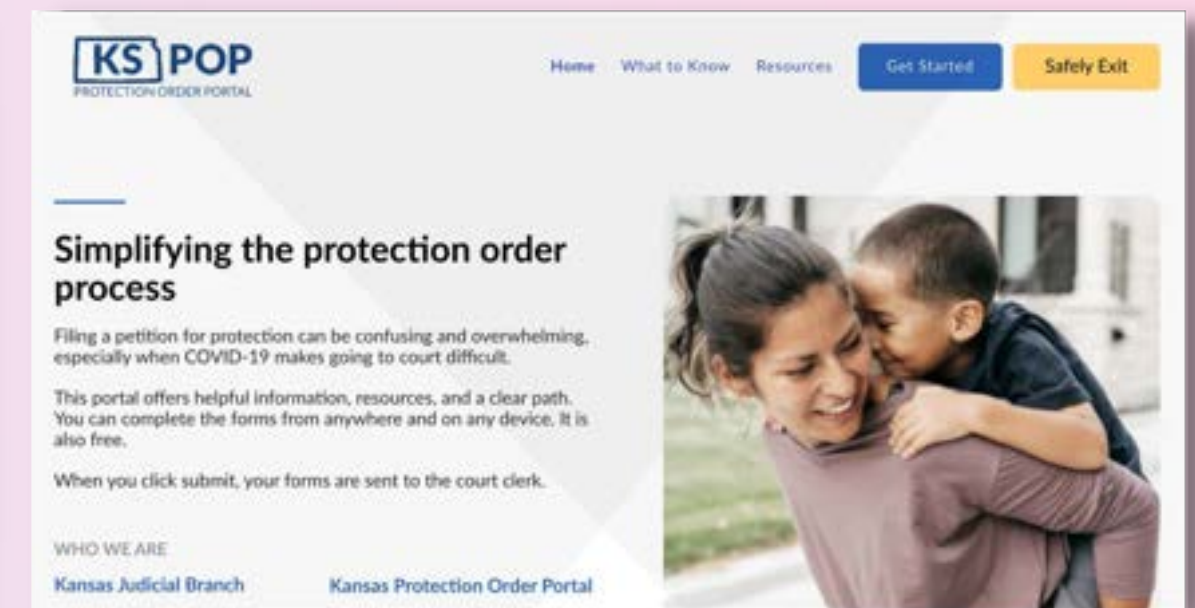 KS POP
PROTECTION ORDER PORTAL
Home What to Know Resources Get Started Safely Exit
Simplifying the protection order
process
Filing a petition for protection can be confusing and overwhelming,
especially when COVID-19 makes going to court difficult.
This portal offers helpful information, resources, and a clear path.
You can complete the forms from anywhere and on any device. It is
also free.
When you click submit, your forms are sent to the court clerk.
WHO WE ARE
Kansas Judicial Branch Kansas Protection Order Portal